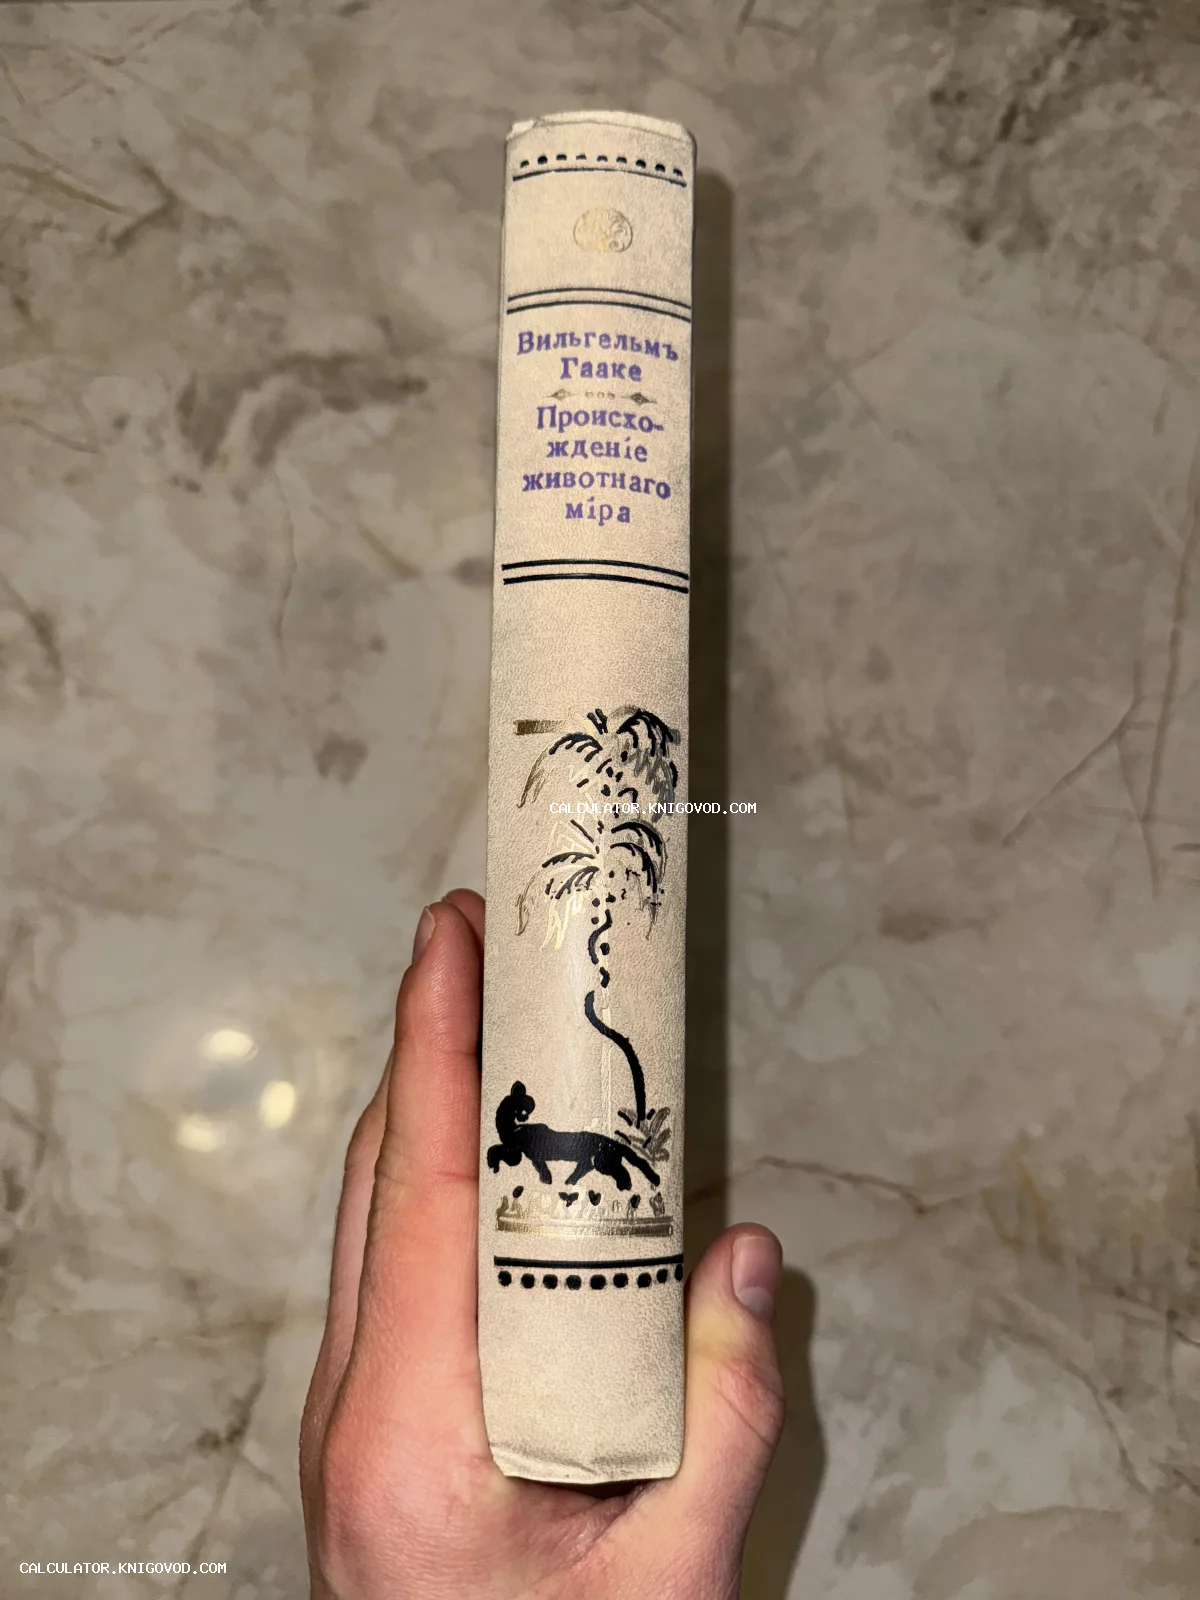 Вильгельмъ
Гааке
Происхо-
жденіе
животнаго
міра
CALCULATOR.KNIGOVOD.COM
CALCULATOR.KNIGOVOD.COM